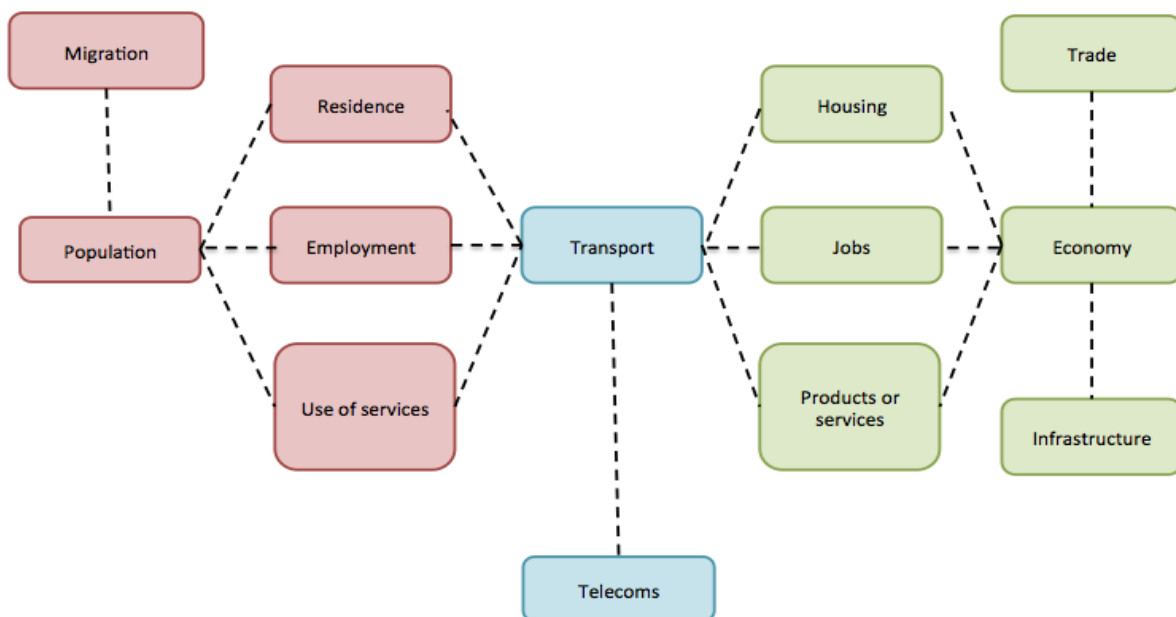 Migration
Trade
Residence
Housing
Population
Employment
Transport
Jobs
Economy
Use of services
Products or
services
Infrastructure
Telecoms